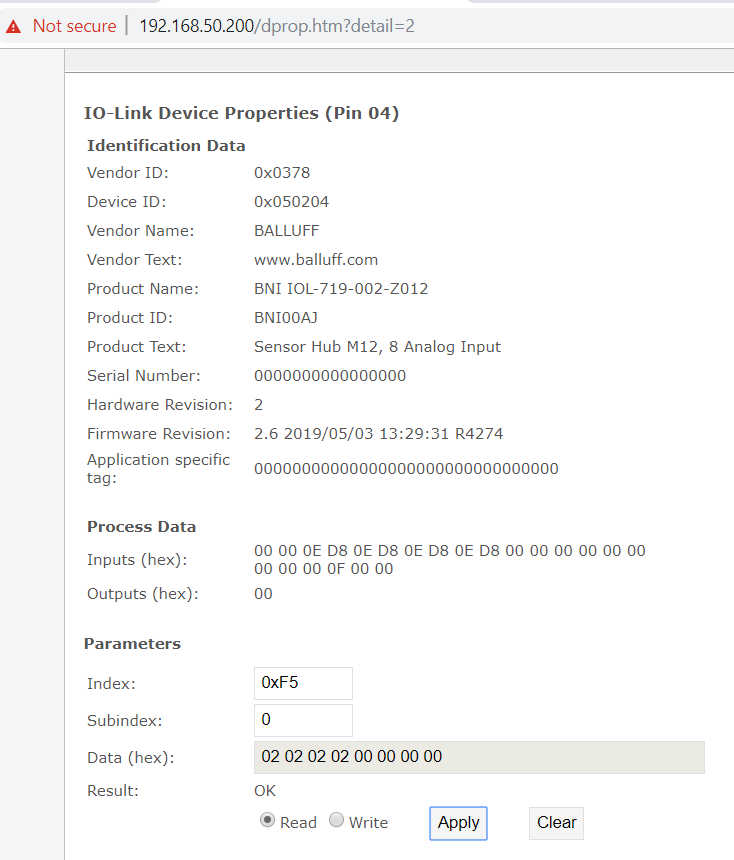 Not secure | 192.168.50.200/dprop.htm?detail=2
IO-Link Device Properties (Pin 04)
Identification Data
Vendor ID: 0x0378
Device ID: 0x050204
Vendor Name: BALLUFF
Vendor Text: www.balluff.com
Product Name: BNI IOL-719-002-Z012
Product ID: BNI00AJ
Product Text: Sensor Hub M12, 8 Analog Input
Serial Number: 0000000000000000
Hardware Revision: 2
Firmware Revision: 2.6 2019/05/03 13:29:31 R4274
Application specific
tag: 00000000000000000000000000000000
Process Data
Inputs (hex): 00 00 0E D8 0E D8 0E D8 0E D8 00 00 00 00 00 00
00 00 00 0F 00 00
Outputs (hex): 00
Parameters
Index: 0xF5
Subindex: 0
Data (hex): 02 02 02 02 00 00 00 00
Result: OK
Read Write Apply Clear